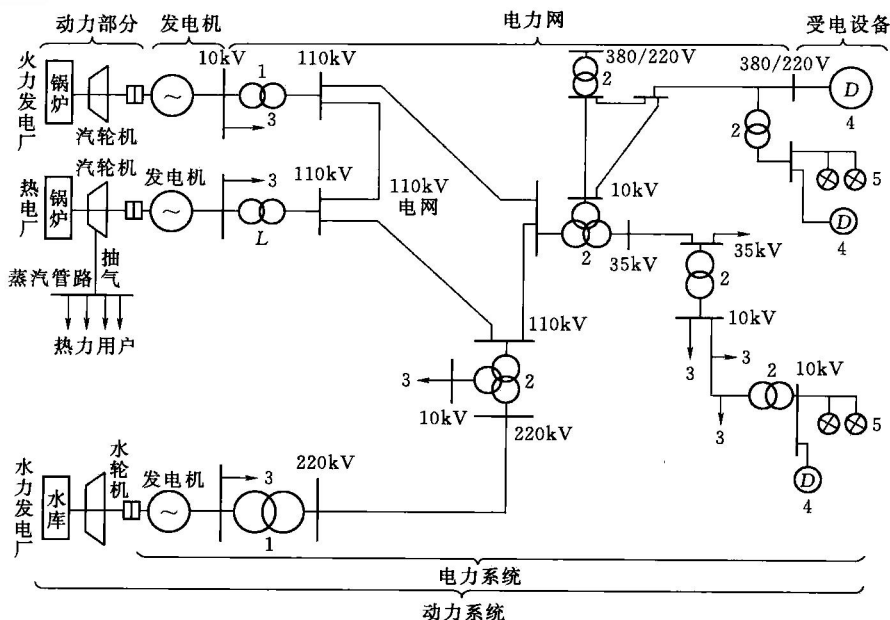 动力部分 发电机 电力网 受电设备
火力发电厂 锅炉 汽轮机 ~ 10kV 1 3 110kV
380/220V 2 380/220V D 4
2 5 D 4
热电厂 锅炉 汽轮机 发电机 ~ 3 L 110kV
110kV
电网
10kV 2 35kV 35kV
2 10kV 3 3 3
抽气
蒸汽管路
热力用户
110kV
3 2 10kV
220kV
2 10kV 5 D 4
水力发电厂 水库 水轮机 发电机 ~ 3 1 220kV
电力系统
动力系统